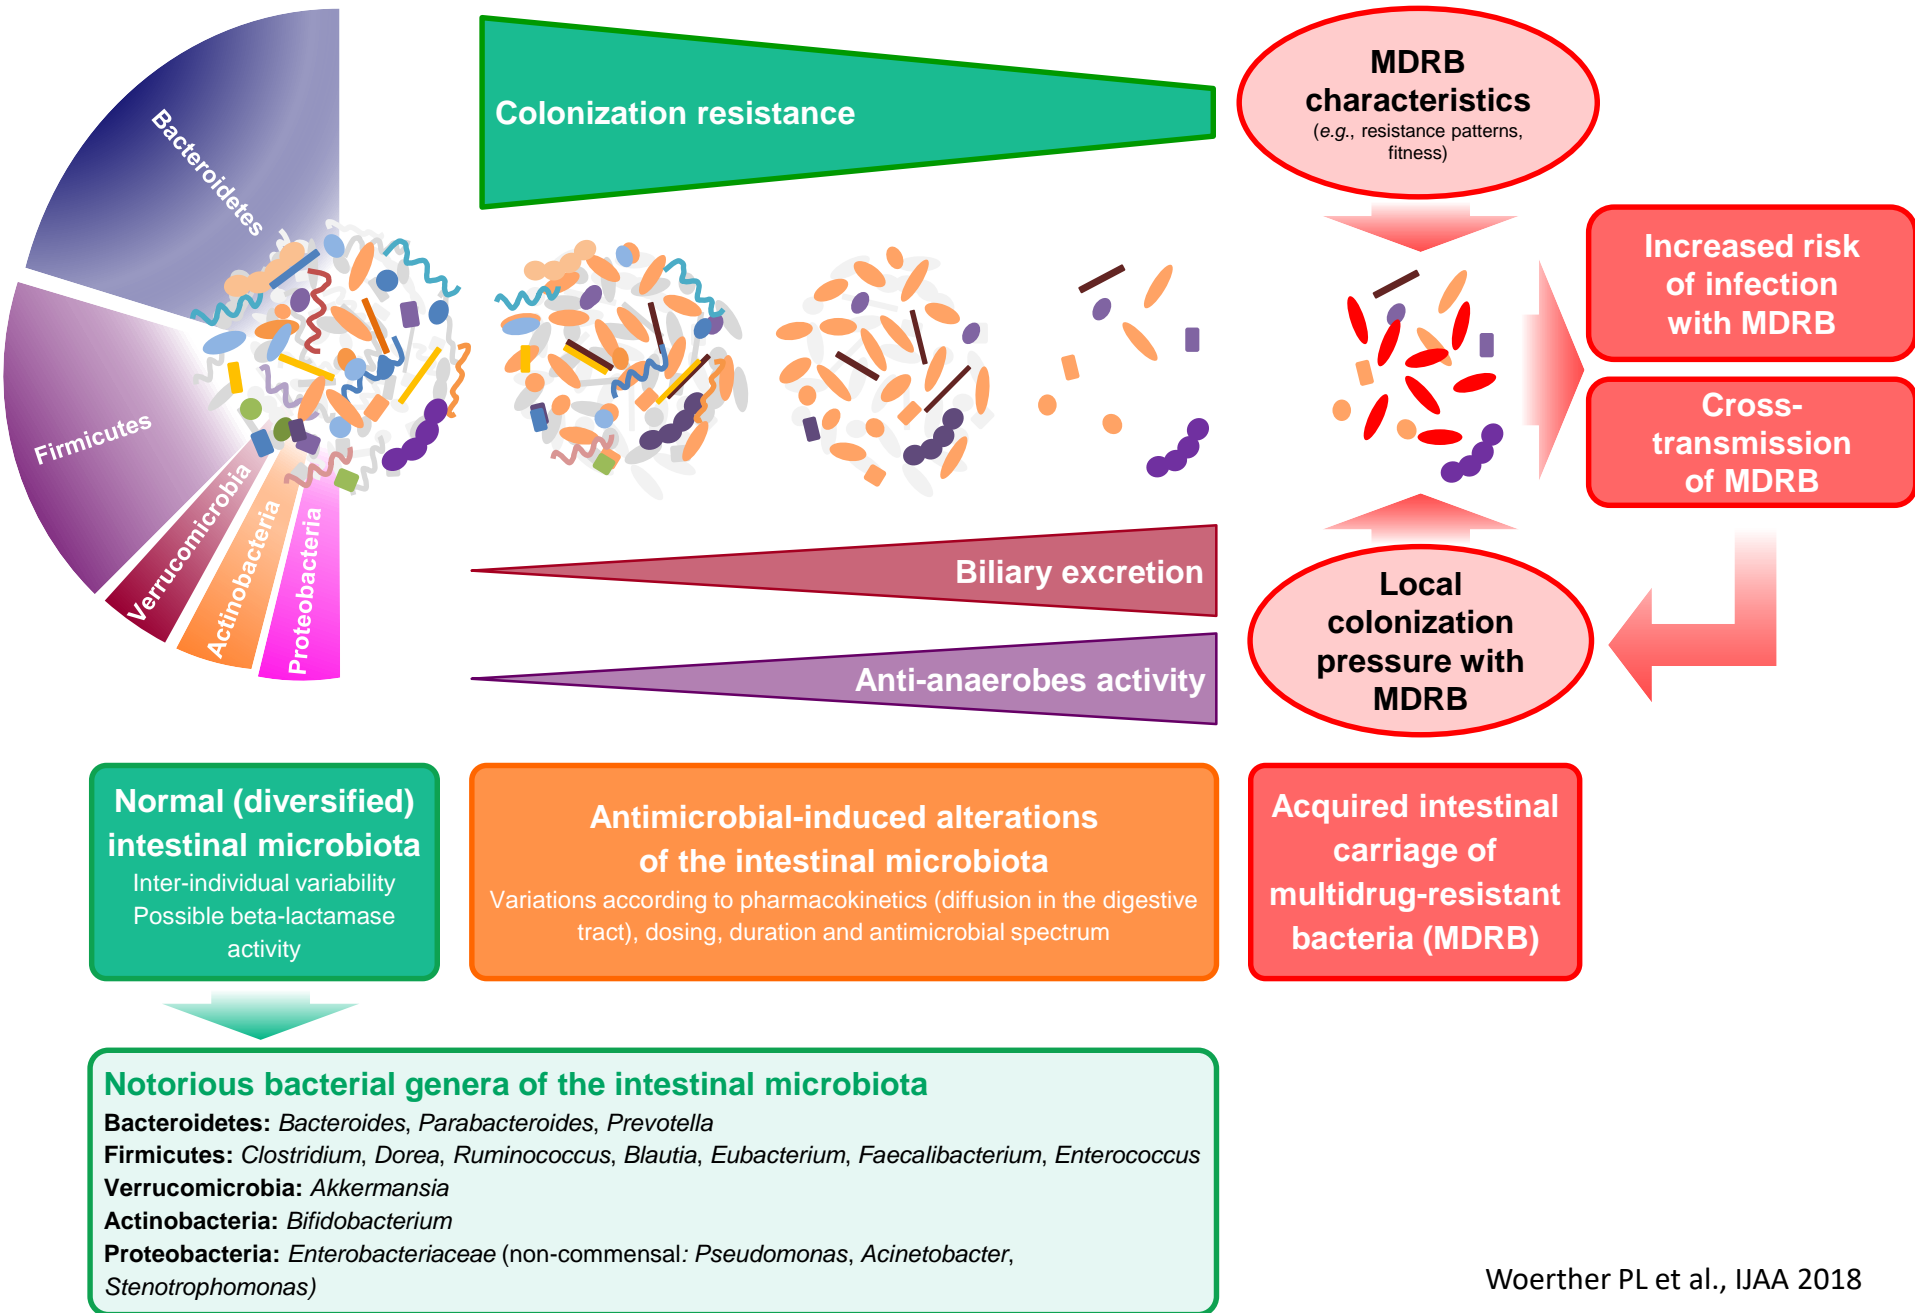 Bacteroidetes
Firmicutes
Verrucomicrobia
Actinobacteria
Proteobacteria
Colonization resistance
MDRB
characteristics
(e.g., resistance patterns,
fitness)
Increased risk
of infection
with MDRB
Cross-
transmission
of MDRB
Biliary excretion
Anti-anaerobes activity
Local
colonization
pressure with
MDRB
Normal (diversified)
intestinal microbiota
Inter-individual variability
Possible beta-lactamase
activity
Antimicrobial-induced alterations
of the intestinal microbiota
Variations according to pharmacokinetics (diffusion in the digestive
tract), dosing, duration and antimicrobial spectrum
Acquired intestinal
carriage of
multidrug-resistant
bacteria (MDRB)
Notorious bacterial genera of the intestinal microbiota
Bacteroidetes: Bacteroides, Parabacteroides, Prevotella
Firmicutes: Clostridium, Dorea, Ruminococcus, Blautia, Eubacterium, Faecalibacterium, Enterococcus
Verrucomicrobia: Akkermansia
Actinobacteria: Bifidobacterium
Proteobacteria: Enterobacteriaceae (non-commensal: Pseudomonas, Acinetobacter,
Stenotrophomonas)
Woerther PL et al., IJAA 2018